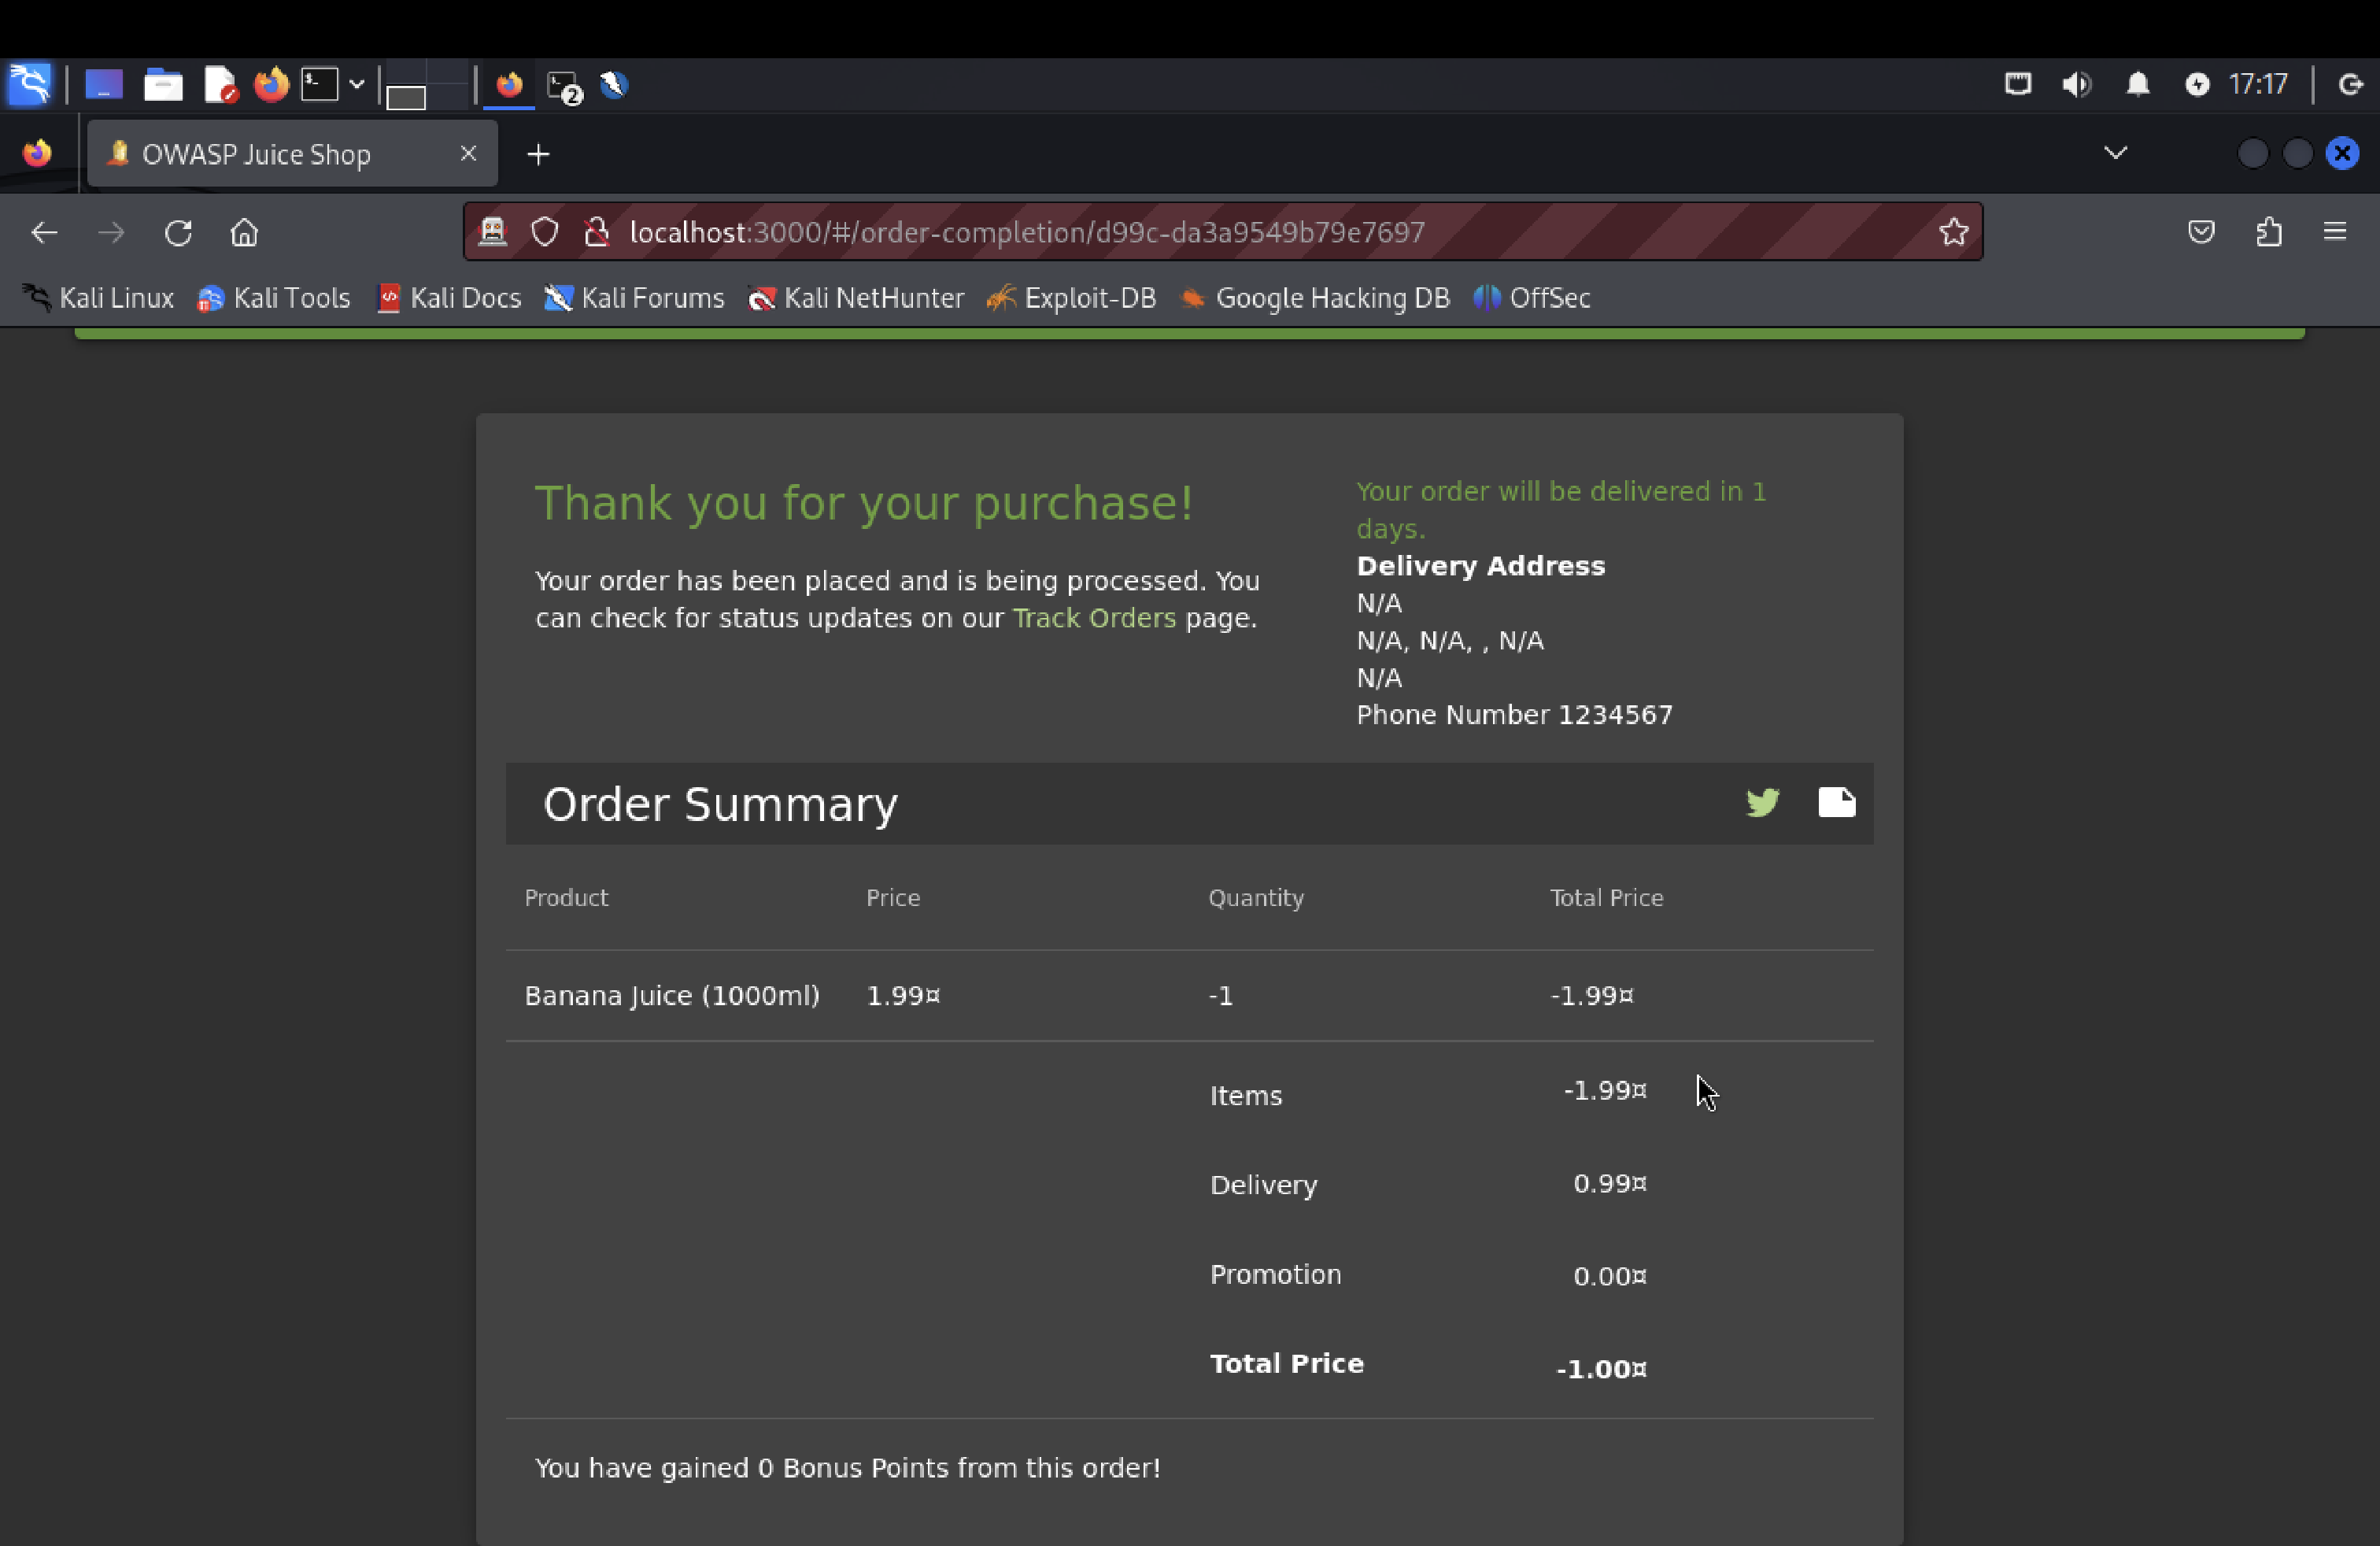 17:17
OWASP Juice Shop
localhost:3000/#/order-completion/d99c-da3a9549b79e7697
Kali Linux Kali Tools Kali Docs Kali Forums Kali NetHunter Exploit-DB Google Hacking DB OffSec
Thank you for your purchase!
Your order has been placed and is being processed. You
can check for status updates on our Track Orders page.
Your order will be delivered in 1
days.
Delivery Address
N/A
N/A, N/A, , N/A
N/A
Phone Number 1234567
Order Summary
Product Price Quantity Total Price
Banana Juice (1000ml) 1.99¤ -1 -1.99¤
Items -1.99¤
Delivery 0.99¤
Promotion 0.00¤
Total Price -1.00¤
You have gained 0 Bonus Points from this order!